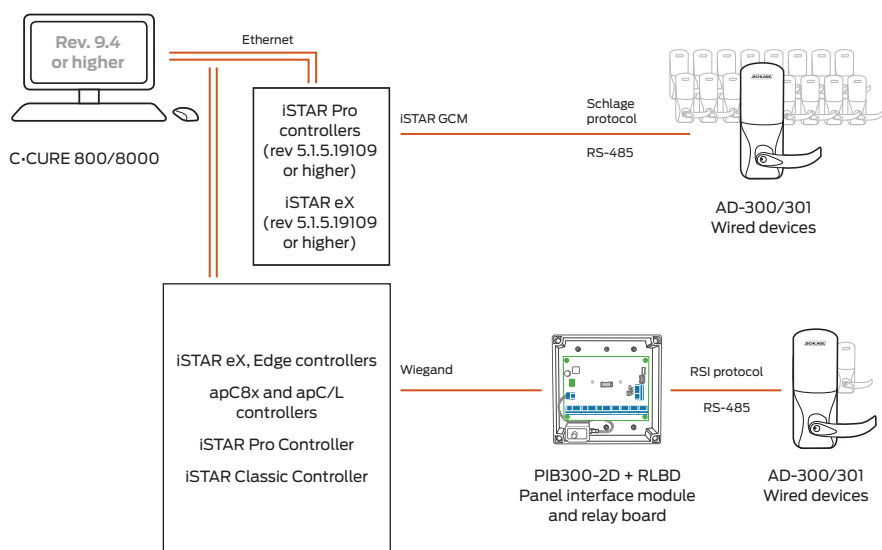 Rev. 9.4
or higher
C•CURE 800/8000
Ethernet
iSTAR Pro
controllers
(rev 5.1.5.19109
or higher)
iSTAR eX
(rev 5.1.5.19109
or higher)
iSTAR GCM
Schlage
protocol
RS-485
SCHLAGE
AD-300/301
Wired devices
iSTAR eX, Edge controllers
apC8x and apC/L
controllers
iSTAR Pro Controller
iSTAR Classic Controller
Wiegand
PIB300-2D + RLBD
Panel interface module
and relay board
RSI protocol
RS-485
SCHLAGE
AD-300/301
Wired devices